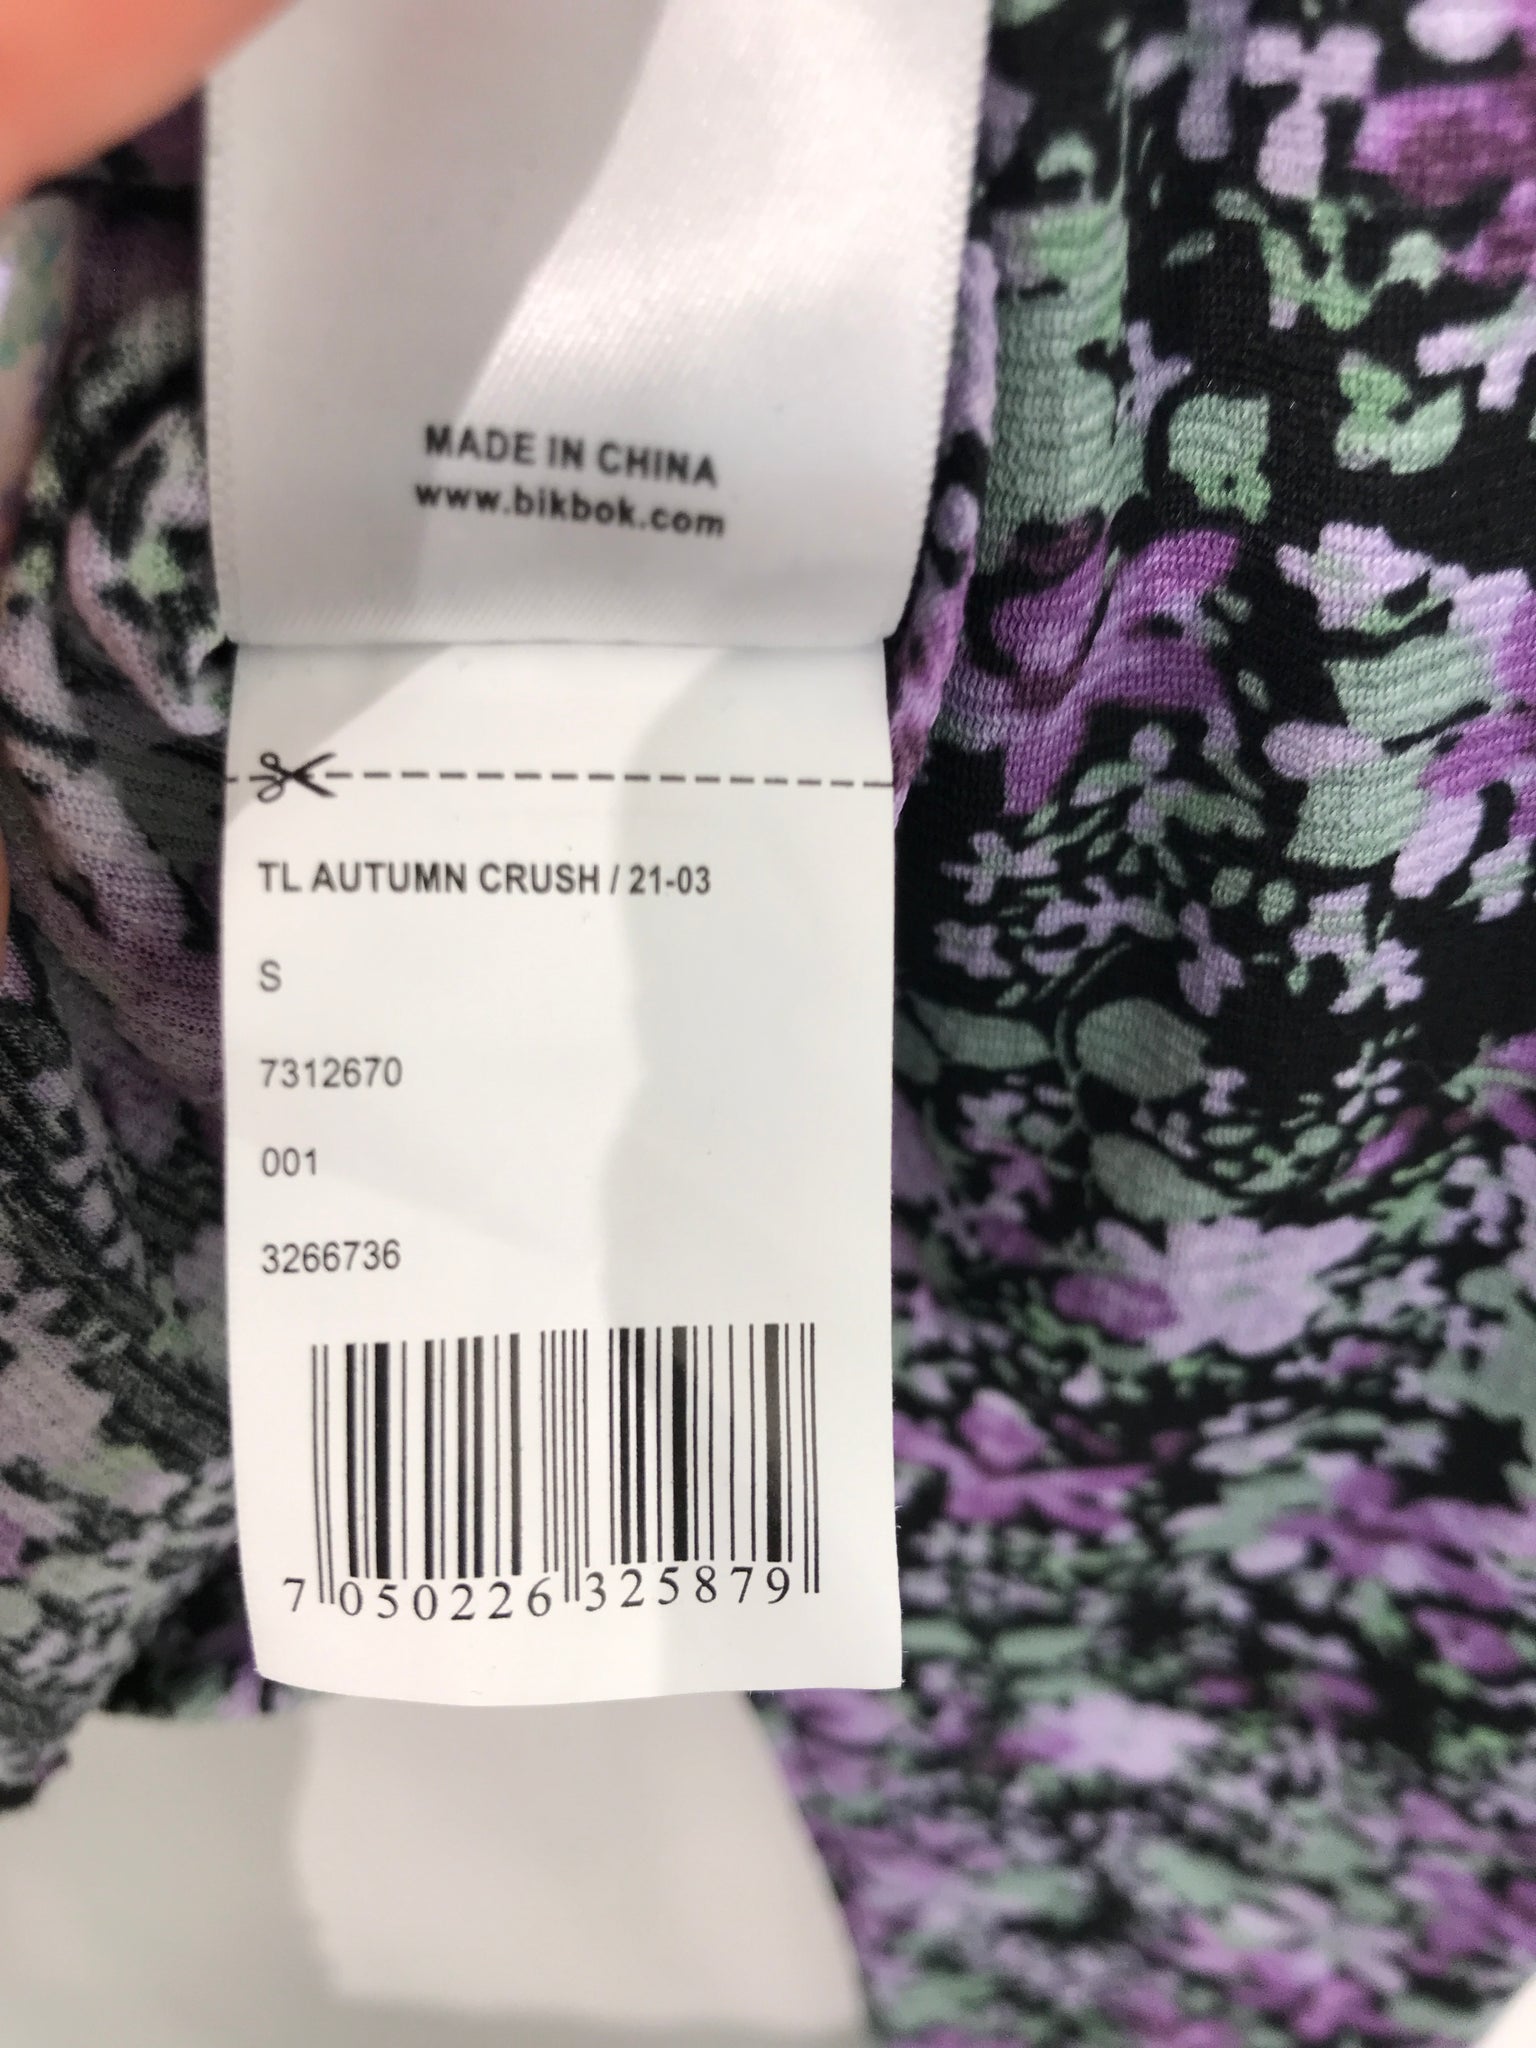 MADE IN CHINA
www.bikbok.com
TL AUTUMN CRUSH / 21-03
S
7312670
001
3266736
7 050226 325879